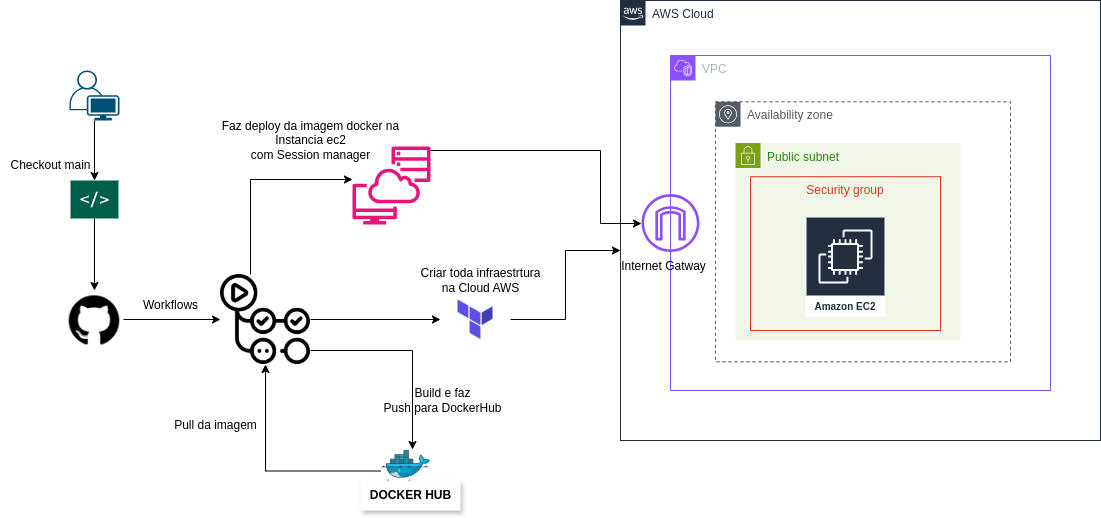 aws
AWS Cloud
VPC
Availability zone
Public subnet
Security group
Amazon EC2
Internet Gatway
Faz deploy da imagem docker na
Instancia ec2
com Session manager
Checkout main
</>
Workflows
Criar toda infraestrtura
na Cloud AWS
Build e faz
Push para DockerHub
Pull da imagem
DOCKER HUB